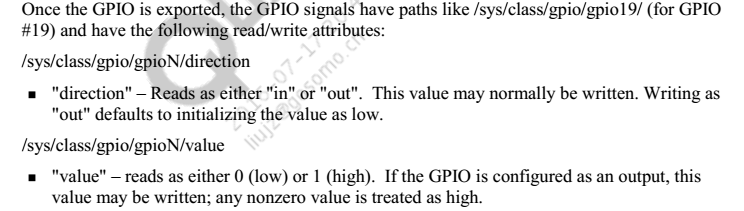 Once the GPIO is exported, the GPIO signals have paths like /sys/class/gpio/gpio19/ (for GPIO
#19) and have the following read/write attributes:
/sys/class/gpio/gpioN/direction
▪ "direction" – Reads as either "in" or "out".  This value may normally be written. Writing as
"out" defaults to initializing the value as low.
/sys/class/gpio/gpioN/value
▪ "value" – reads as either 0 (low) or 1 (high).  If the GPIO is configured as an output, this
value may be written; any nonzero value is treated as high.